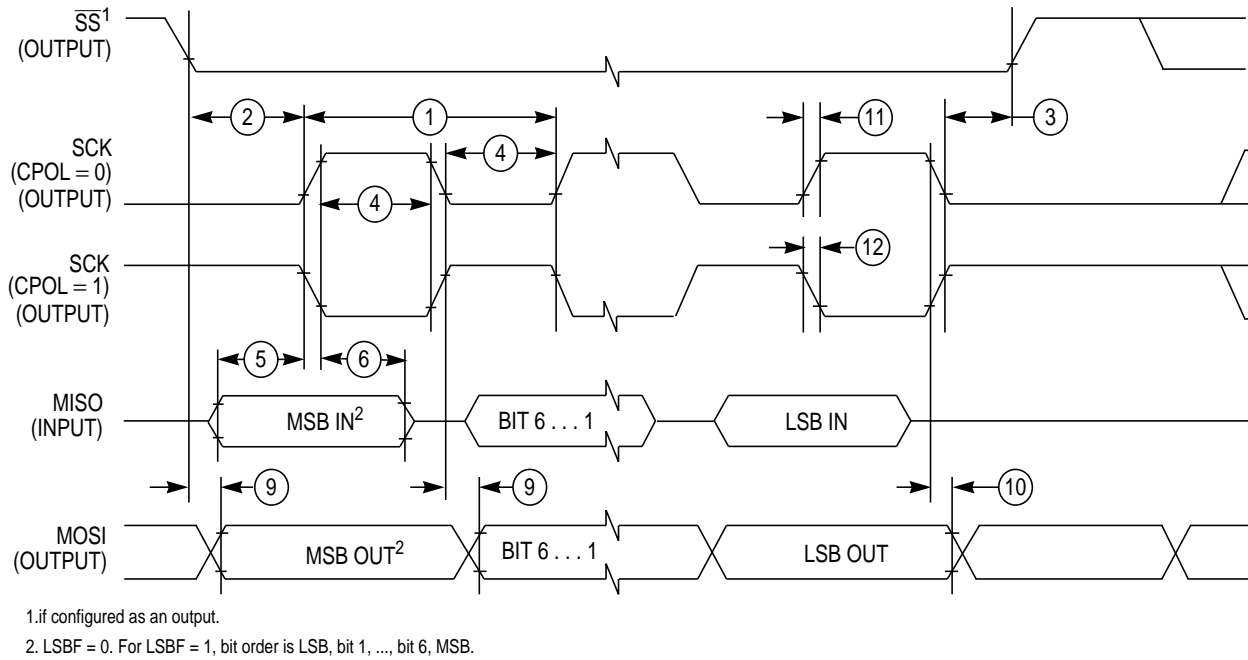 SS¹
(OUTPUT)
2
1
11
3
SCK
(CPOL = 0)
(OUTPUT)
4
4
12
SCK
(CPOL = 1)
(OUTPUT)
5
6
MISO
(INPUT)
MSB IN²
BIT 6 . . . 1
LSB IN
9
9
10
MOSI
(OUTPUT)
MSB OUT²
BIT 6 . . . 1
LSB OUT
1.if configured as an output.
2. LSBF = 0. For LSBF = 1, bit order is LSB, bit 1, ..., bit 6, MSB.